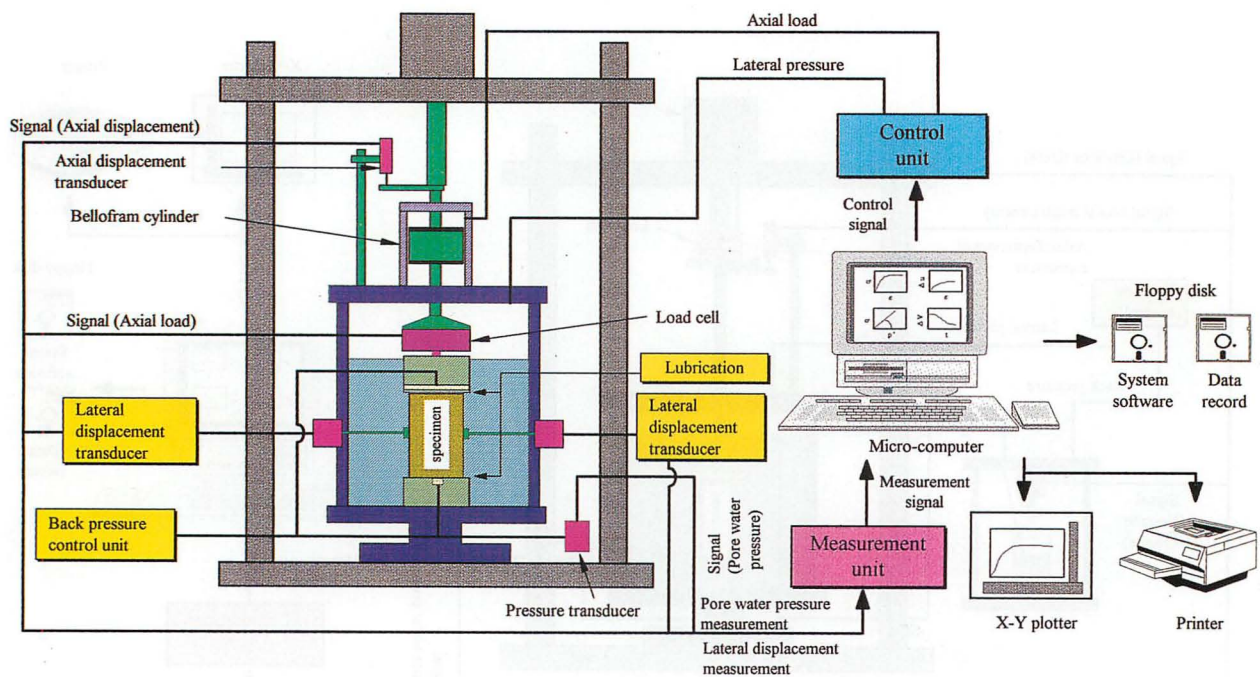 Axial load
Lateral pressure
Signal (Axial displacement)
Axial displacement
transducer
Bellofram cylinder
Control
unit
Control
signal
Signal (Axial load)
Load cell
Lubrication
Lateral
displacement
transducer
Lateral
displacement
transducer
specimen
Back pressure
control unit
Pressure transducer
Signal
(Pore water
pressure)
Pore water pressure
measurement
Lateral displacement
measurement
Measurement
unit
Measurement
signal
Micro-computer
q
ε
Δu
ε
q
p'
ΔV
t
Floppy disk
System
software
Data
record
X-Y plotter
Printer